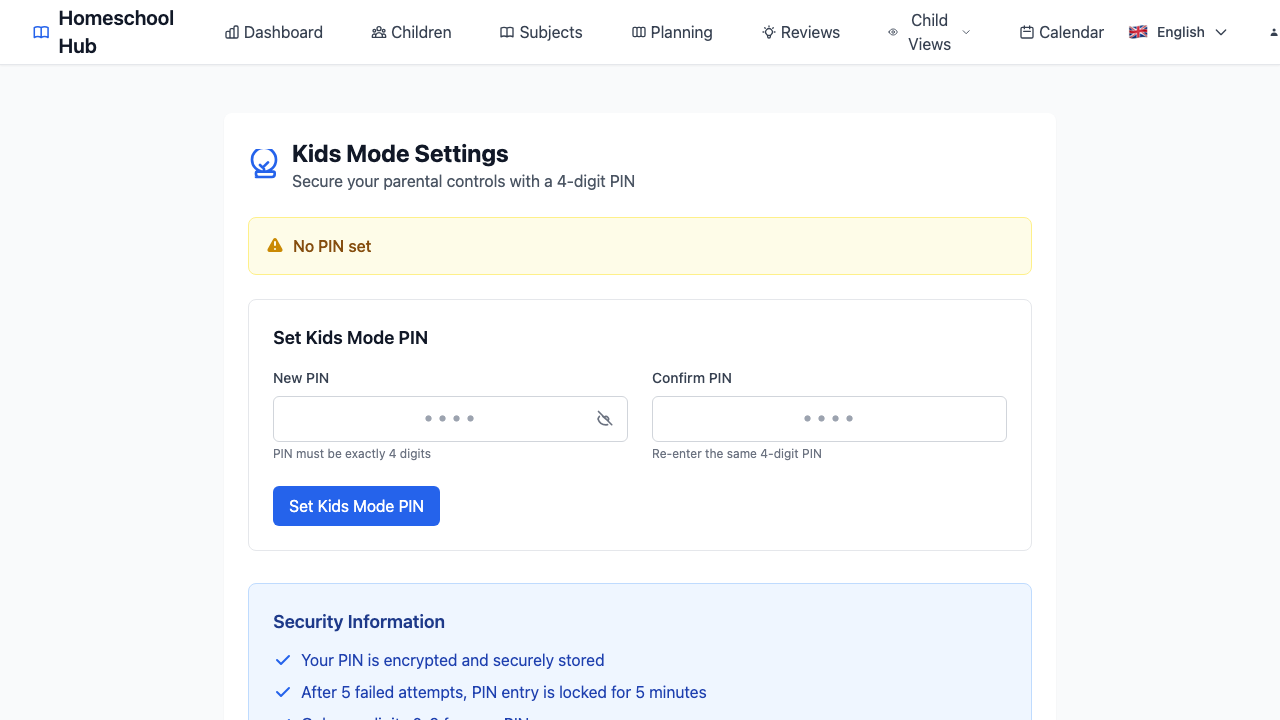 Homeschool Hub
Dashboard
Children
Subjects
Planning
Reviews
Child Views
Calendar
English
Kids Mode Settings
Secure your parental controls with a 4-digit PIN
No PIN set
Set Kids Mode PIN
New PIN
Confirm PIN
PIN must be exactly 4 digits
Re-enter the same 4-digit PIN
Set Kids Mode PIN
Security Information
Your PIN is encrypted and securely stored
After 5 failed attempts, PIN entry is locked for 5 minutes